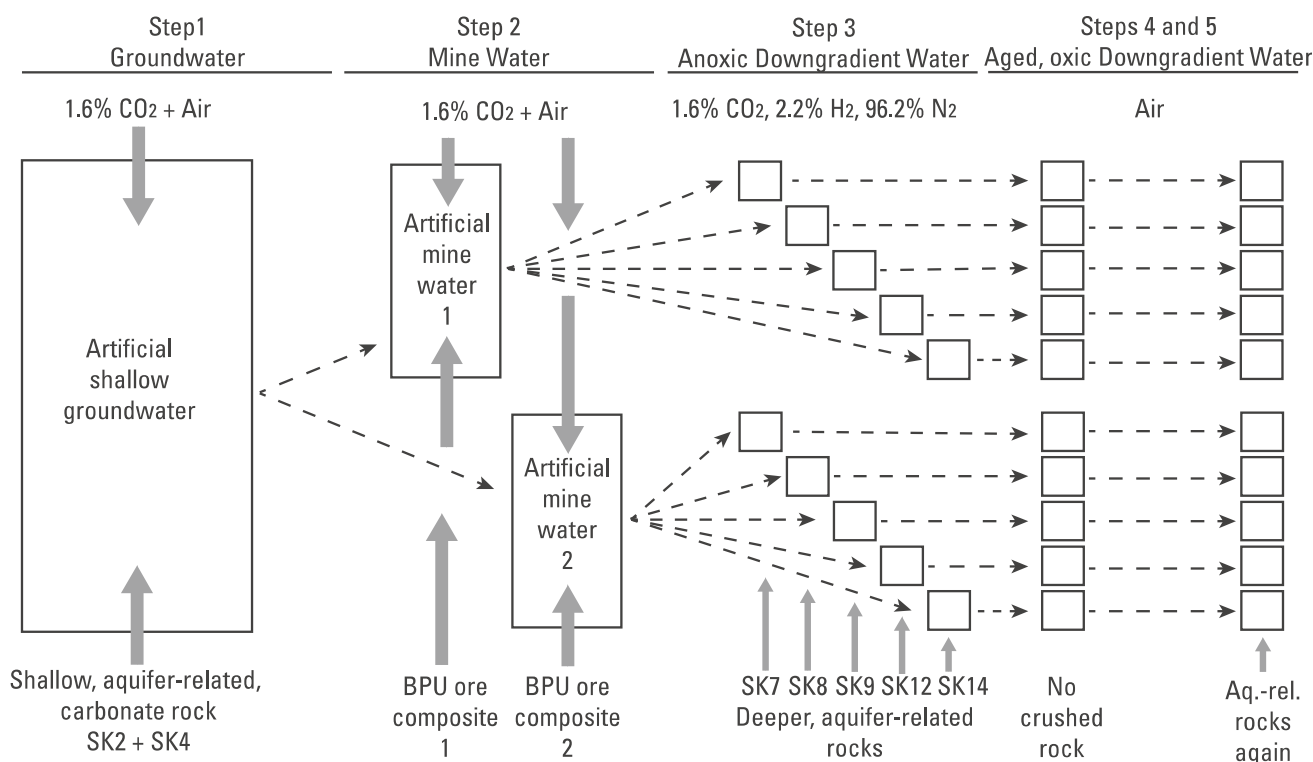 Step1
Groundwater
Step 2
Mine Water
Step 3
Anoxic Downgradient Water
Steps 4 and 5
Aged, oxic Downgradient Water
1.6% CO2 + Air
1.6% CO2 + Air
1.6% CO2, 2.2% H2, 96.2% N2
Air
Artificial
shallow
groundwater
Artificial
mine
water
1
Artificial
mine
water
2
Shallow, aquifer-related,
carbonate rock
SK2 + SK4
BPU ore
composite
1
BPU ore
composite
2
SK7 SK8 SK9 SK12 SK14
Deeper, aquifer-related
rocks
No
crushed
rock
Aq.-rel.
rocks
again